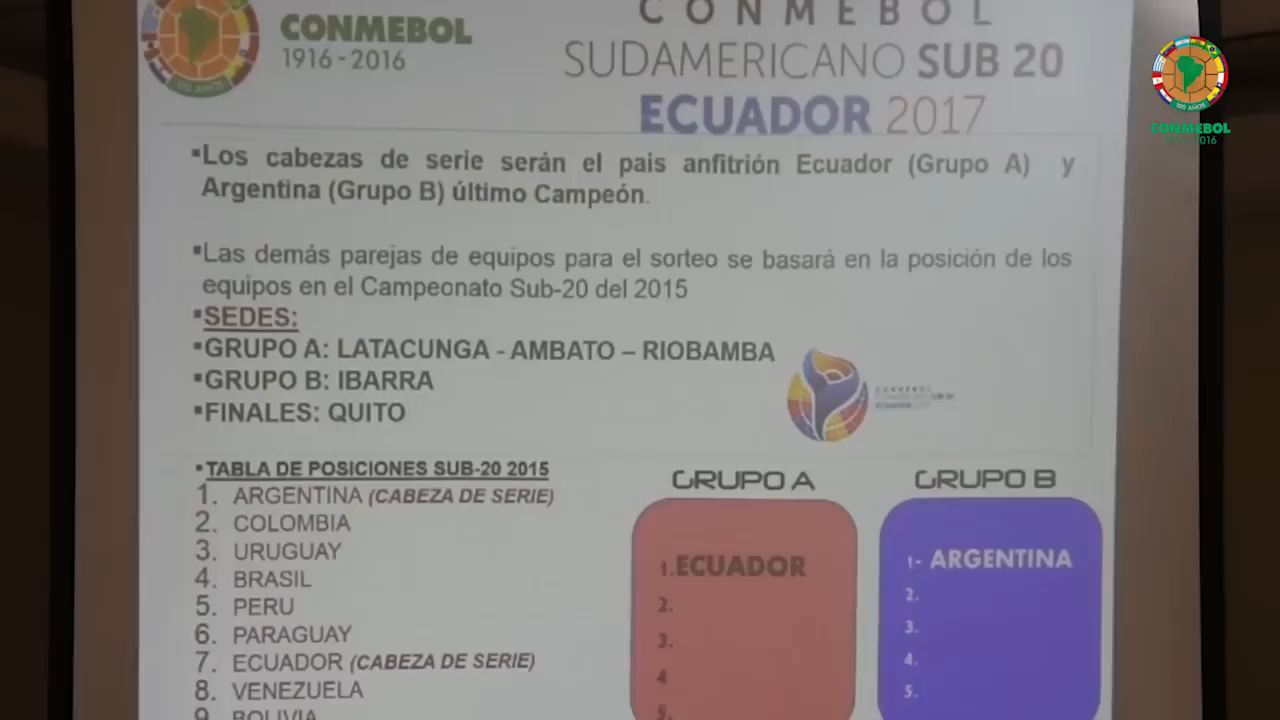 CONMEBOL
1916 - 2016
CONMEBOL
SUDAMERICANO SUB 20
ECUADOR 2017
100 AÑOS
CONMEBOL
▪Los cabezas de serie serán el pais anfitrión Ecuador (Grupo A) y
Argentina (Grupo B) último Campeón.
▪Las demás parejas de equipos para el sorteo se basará en la posición de los
equipos en el Campeonato Sub-20 del 2015
▪SEDES:
▪GRUPO A: LATACUNGA - AMBATO – RIOBAMBA
▪GRUPO B: IBARRA
▪FINALES: QUITO
▪TABLA DE POSICIONES SUB-20 2015
1. ARGENTINA (CABEZA DE SERIE)
2. COLOMBIA
3. URUGUAY
4. BRASIL
5. PERU
6. PARAGUAY
7. ECUADOR (CABEZA DE SERIE)
8. VENEZUELA
9. BOLIVIA
GRUPO A
1.ECUADOR
2.
3.
4
5.
GRUPO B
1- ARGENTINA
2.
3.
4.
5.